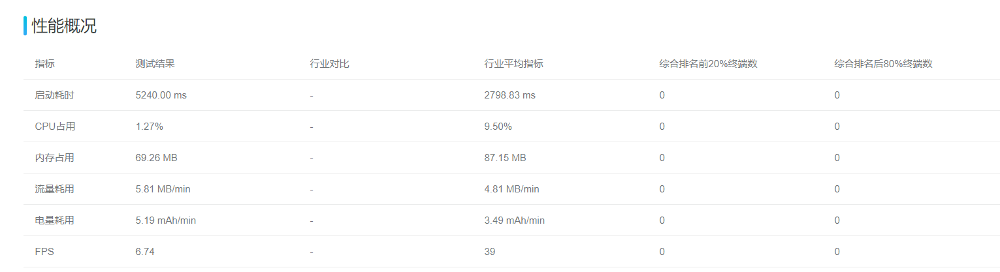 性能概况
指标 测试结果 行业对比 行业平均指标 综合排名前20%终端数 综合排名后80%终端数
启动耗时 5240.00 ms - 2798.83 ms 0 0
CPU占用 1.27% - 9.50% 0 0
内存占用 69.26 MB - 87.15 MB 0 0
流量耗用 5.81 MB/min - 4.81 MB/min 0 0
电量耗用 5.19 mAh/min - 3.49 mAh/min 0 0
FPS 6.74 - 39 0 0